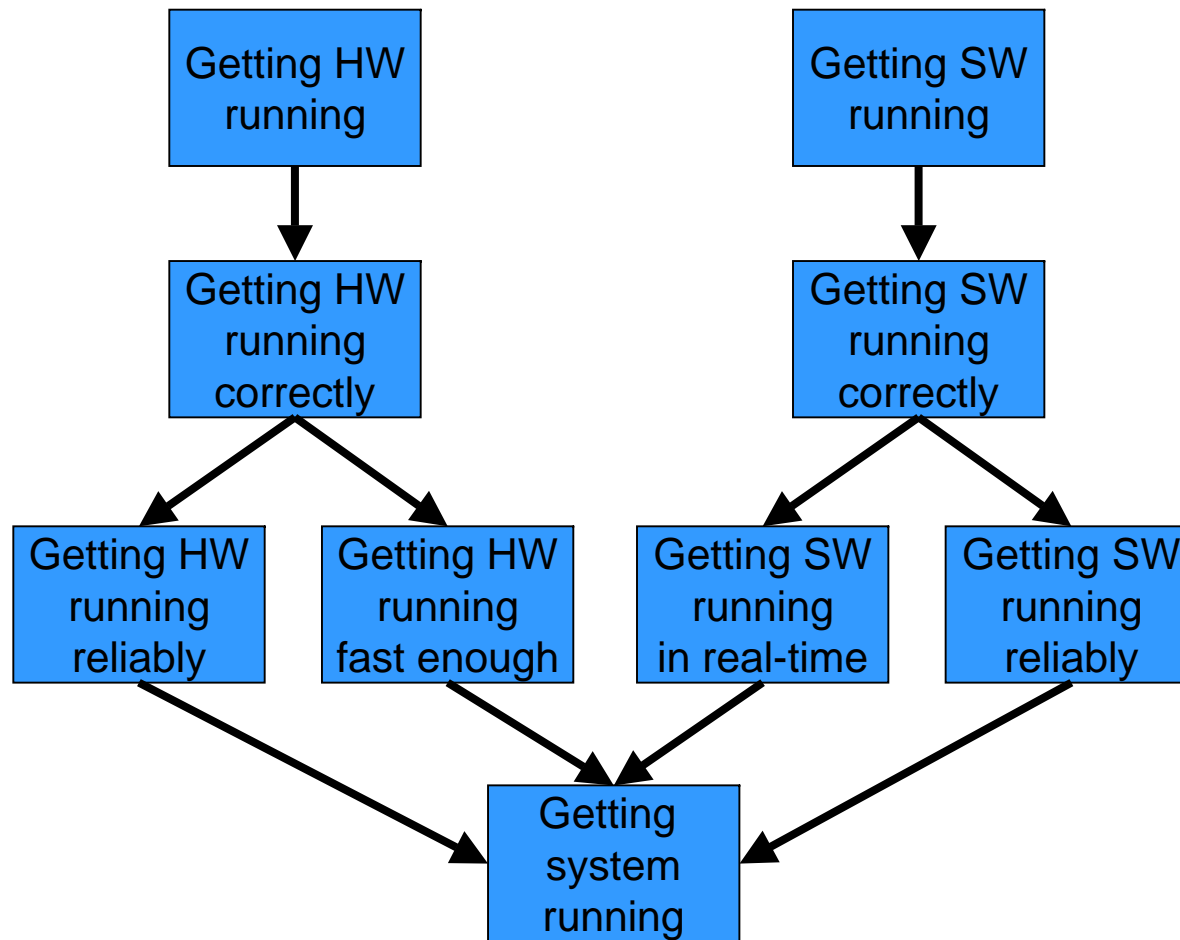 Getting HW
running
Getting SW
running
Getting HW
running
correctly
Getting SW
running
correctly
Getting HW
running
reliably
Getting HW
running
fast enough
Getting SW
running
in real-time
Getting SW
running
reliably
Getting
system
running